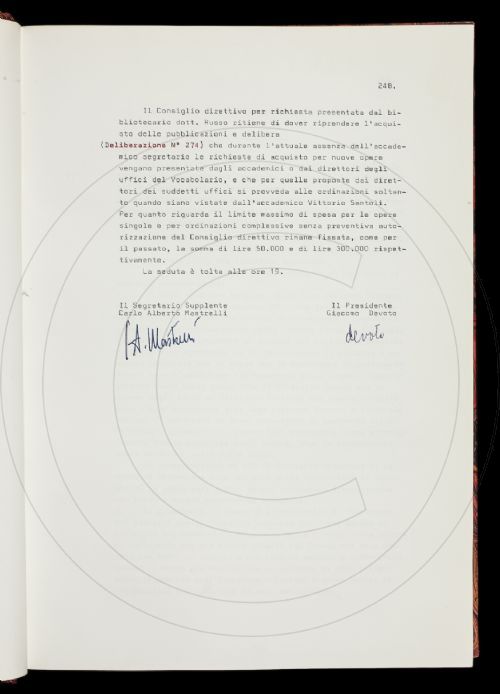 248.
Il Consiglio direttivo per richiesta presentata dal bi-
bliotecario dott. Russo ritiene di dover riprendere l'acqui-
sto delle pubblicazioni e delibera
(Deliberazione N° 274) che durante l'attuale assenza dell'accade-
mico segretario le richieste di acquisto per nuove opere
vengano presentate dagli accademici o dai direttori degli
uffici del Vocabolario, e che per quelle proposte dai diret-
tori dei suddetti uffici si provveda alle ordinazioni soltan-
to quando siano vistate dall'accademico Vittorio Santoli.
Per quanto riguarda il limite massimo di spesa per le opere
singole e per ordinazioni complessive senza preventiva auto-
rizzazione del Consiglio direttivo rimane fissata, come per
il passato, la somma di lire 50.000 e di lire 300.000 rispet-
tivamente.
La seduta è tolta alle ore 19.
Il Segretario Supplente
Carlo Alberto Mastrelli
Il Presidente
Giacomo Devoto
C A. Mastrelli
devoto